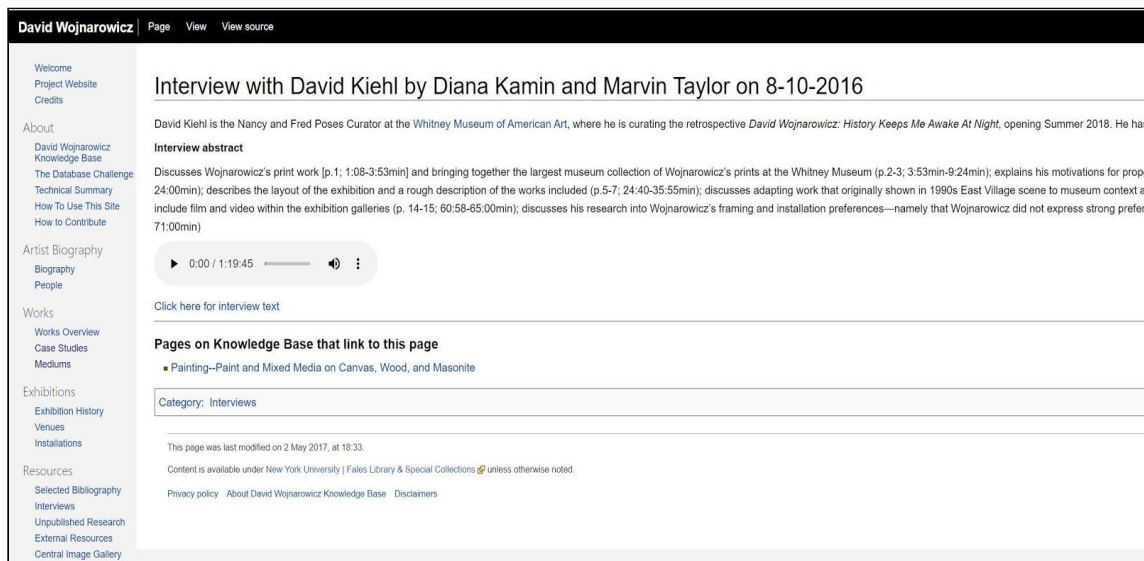 David Wojnarowicz Page View View source
Welcome
Project Website
Credits
About
David Wojnarowicz
Knowledge Base
The Database Challenge
Technical Summary
How To Use This Site
How to Contribute
Artist Biography
Biography
People
Works
Works Overview
Case Studies
Mediums
Exhibitions
Exhibition History
Venues
Installations
Resources
Selected Bibliography
Interviews
Unpublished Research
External Resources
Central Image Gallery
Interview with David Kiehl by Diana Kamin and Marvin Taylor on 8-10-2016
David Kiehl is the Nancy and Fred Poses Curator at the Whitney Museum of American Art, where he is curating the retrospective David Wojnarowicz: History Keeps Me Awake At Night, opening Summer 2018. He has
Interview abstract
Discusses Wojnarowicz's print work [p.1; 1:08-3:53min] and bringing together the largest museum collection of Wojnarowicz's prints at the Whitney Museum (p.2-3; 3:53min-9:24min); explains his motivations for prop
24:00min); describes the layout of the exhibition and a rough description of the works included (p.5-7; 24:40-35:55min); discusses adapting work that originally shown in 1990s East Village scene to museum context a
include film and video within the exhibition galleries (p. 14-15; 60:58-65:00min); discusses his research into Wojnarowicz's framing and installation preferences—namely that Wojnarowicz did not express strong prefer
71:00min)
0:00 / 1:19:45
Click here for interview text
Pages on Knowledge Base that link to this page
Painting--Paint and Mixed Media on Canvas, Wood, and Masonite
Category: Interviews
This page was last modified on 2 May 2017, at 18:33.
Content is available under New York University | Fales Library & Special Collections unless otherwise noted.
Privacy policy About David Wojnarowicz Knowledge Base Disclaimers